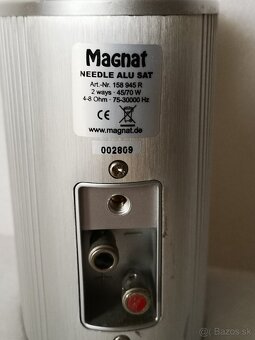 Magnat
NEEDLE ALU SAT
Art.-Nr. 158 945 R
2 ways - 45/70 W
4-8 Ohm - 75-30000 Hz
CE
www.magnat.de
002809
Bazos.sk